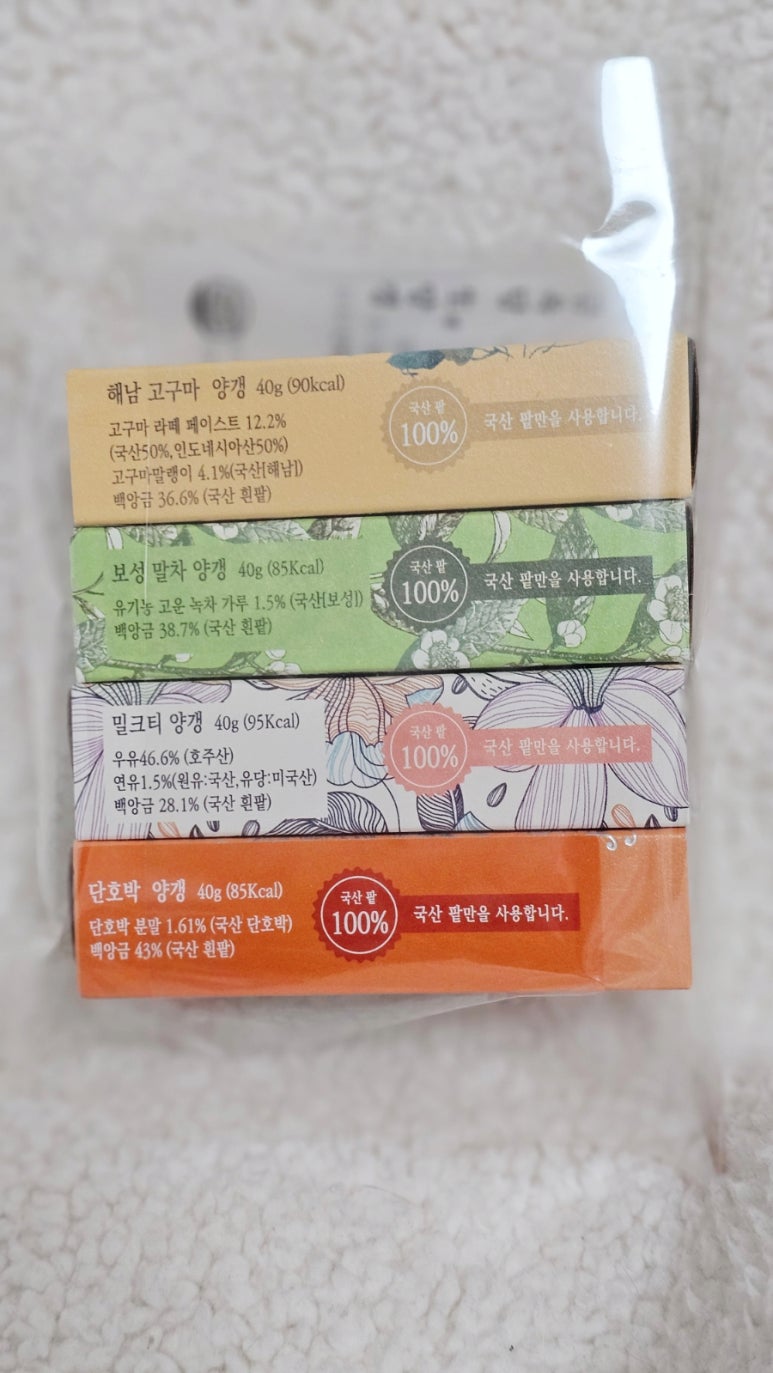 해남 고구마 양갱 40g (90kcal)
고구마 라떼 페이스트 12.2%
(국산50%,인도네시아산50%)
고구마말랭이 4.1%(국산[해남])
백앙금 36.6% (국산 흰팥)
국산 팥
100%
국산 팥만을 사용합니다.
보성 말차 양갱 40g (85Kcal)
유기농 고운 녹차 가루 1.5% (국산[보성])
백앙금 38.7% (국산 흰팥)
국산 팥
100%
국산 팥만을 사용합니다.
밀크티 양갱 40g (95Kcal)
우유46.6% (호주산)
연유1.5%(원유:국산,유당:미국산)
백앙금 28.1% (국산 흰팥)
국산 팥
100%
국산 팥만을 사용합니다.
단호박 양갱 40g (85Kcal)
단호박 분말 1.61% (국산 단호박)
백앙금 43% (국산 흰팥)
국산 팥
100%
국산 팥만을 사용합니다.